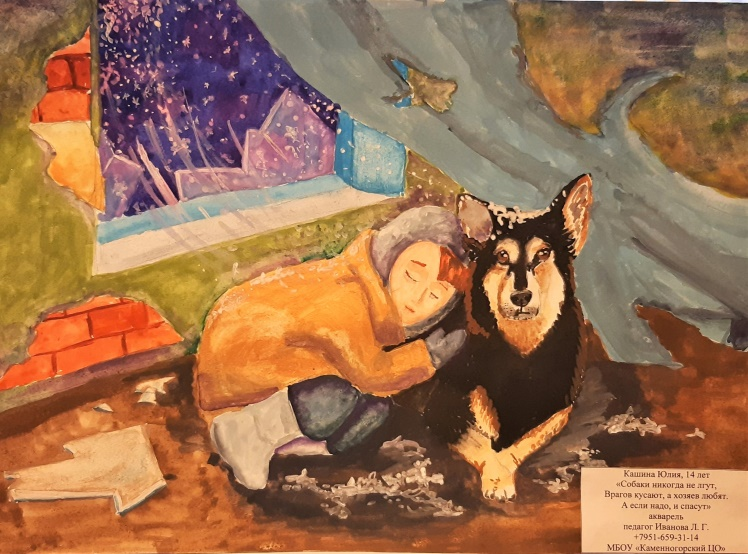 Кашина Юлия, 14 лет
«Собаки никогда не лгут,
Врагов кусают, а хозяев любят.
А если надо, и спасут»
акварель
педагог Иванова Л. Г.
+7951-659-31-14
МБОУ «Каменногорский ЦО»